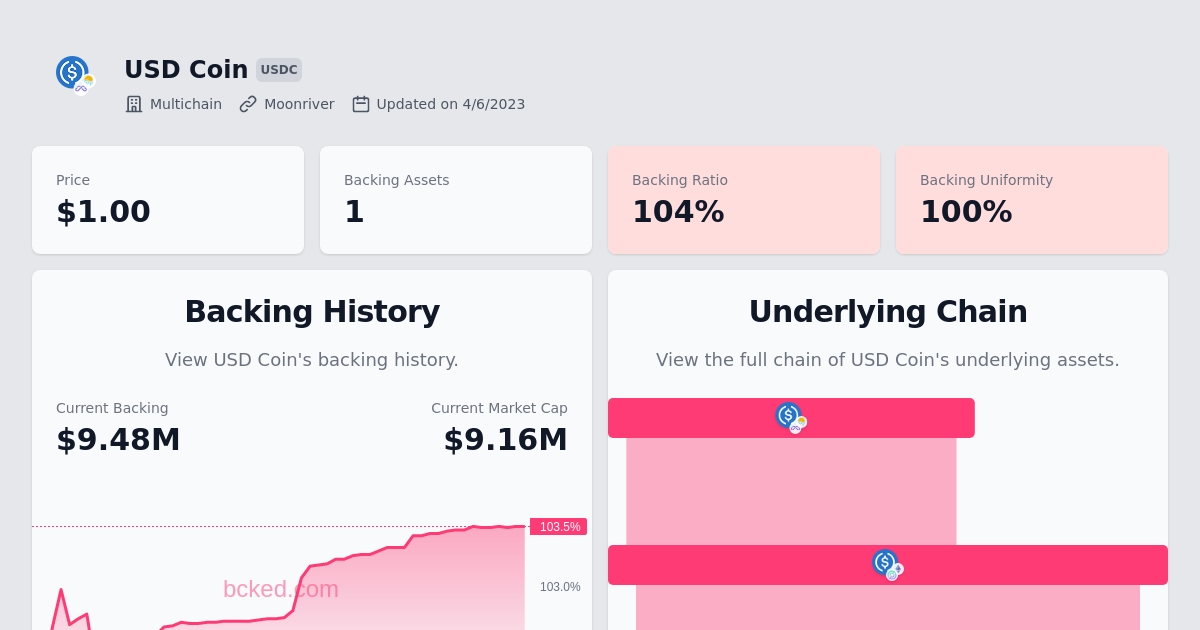 USD Coin USDC
Multichain Moonriver Updated on 4/6/2023
Price
$1.00
Backing Assets
1
Backing Ratio
104%
Backing Uniformity
100%
Backing History
View USD Coin's backing history.
Current Backing
$9.48M
Current Market Cap
$9.16M
103.5%
103.0%
bcked.com
Underlying Chain
View the full chain of USD Coin's underlying assets.